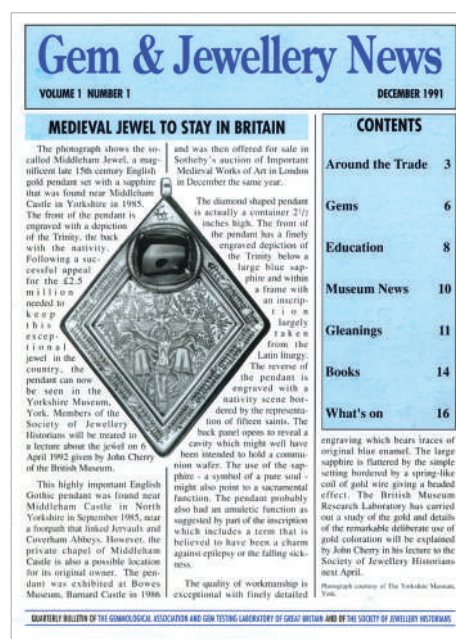 Gem & Jewellery News
VOLUME 1 NUMBER 1
DECEMBER 1991
MEDIEVAL JEWEL TO STAY IN BRITAIN
The photograph shows the so-
called Middleham Jewel, a mag-
nificent late 15th century English
gold pendant set with a sapphire
that was found near Middleham
Castle in Yorkshire in 1985.
The front of the pendant is
engraved with a depiction
of the Trinity, the back
with the nativity.
Following a suc-
cessful appeal
for the £2.5
million
needed to
keep
this
excep-
tional
jewel in the
country, the
pendant can now
be seen in the
Yorkshire Museum,
York. Members of the
Society of Jewellery
Historians will be treated to
a lecture about the jewel on 6
April 1992 given by John Cherry
of the British Museum.
This highly important English
Gothic pendant was found near
Middleham Castle in North
Yorkshire in September 1985, near
a footpath that linked Jervaulx and
Coverham Abbeys. However, the
private chapel of Middleham
Castle is also a possible location
for its original owner. The pen-
dant was exhibited at Bowes
Museum, Barnard Castle in 1986
and was then offered for sale in
Sotheby's auction of Important
Medieval Works of Art in London
in December the same year.
The diamond shaped pendant
is actually a container 2 1/2
inches high. The front of
the pendant has a finely
engraved depiction of
the Trinity below a
large blue sap-
phire and within
a frame with
an inscrip-
tion
largely
taken
from the
Latin liturgy.
The reverse of
the pendant is
engraved with a
nativity scene bor-
dered by the representa-
tion of fifteen saints. The
back panel opens to reveal a
cavity which might well have
been intended to hold a commu-
nion wafer. The use of the sap-
phire - a symbol of a pure soul -
might also point to a sacramental
function. The pendant probably
also had an amuletic function as
suggested by part of the inscription
which includes a term that is
believed to have been a charm
against epilepsy or the falling sick-
ness.
The quality of workmanship is
exceptional with finely detailed
CONTENTS
Around the Trade 3
Gems 6
Education 8
Museum News 10
Gleanings 11
Books 14
What's on 16
engraving which bears traces of
original blue enamel. The large
sapphire is flattered by the simple
setting bordered by a spring-like
coil of gold wire giving a beaded
effect. The British Museum
Research Laboratory has carried
out a study of the gold and details
of the remarkable deliberate use of
gold coloration will be explained
by John Cherry in his lecture to the
Society of Jewellery Historians
next April.
Photograph courtesy of The Yorkshire Museum,
York.
QUARTERLY BULLETIN OF THE GEMMOLOGICAL ASSOCIATION AND GEM TESTING LABORATORY OF GREAT BRITAIN AND OF THE SOCIETY OF JEWELLERY HISTORIANS